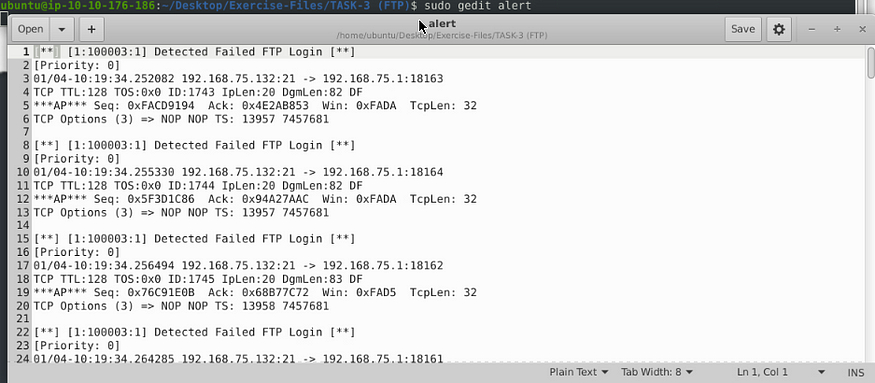 ubuntu@ip-10-10-176-186:~/Desktop/Exercise-Files/TASK-3 (FTP)$ sudo gedit alert
Open
alert
/home/ubuntu/Desktop/Exercise-Files/TASK-3 (FTP)
Save
1 [**] [1:100003:1] Detected Failed FTP Login [**]
2 [Priority: 0]
3 01/04-10:19:34.252082 192.168.75.132:21 -> 192.168.75.1:18163
4 TCP TTL:128 TOS:0x0 ID:1743 IpLen:20 DgmLen:82 DF
5 ***AP*** Seq: 0xFACD9194  Ack: 0x4E2AB853  Win: 0xFADA  TcpLen: 32
6 TCP Options (3) => NOP NOP TS: 13957 7457681
7
8 [**] [1:100003:1] Detected Failed FTP Login [**]
9 [Priority: 0]
10 01/04-10:19:34.255330 192.168.75.132:21 -> 192.168.75.1:18164
11 TCP TTL:128 TOS:0x0 ID:1744 IpLen:20 DgmLen:82 DF
12 ***AP*** Seq: 0x5F3D1C86  Ack: 0x94A27AAC  Win: 0xFADA  TcpLen: 32
13 TCP Options (3) => NOP NOP TS: 13957 7457681
14
15 [**] [1:100003:1] Detected Failed FTP Login [**]
16 [Priority: 0]
17 01/04-10:19:34.256494 192.168.75.132:21 -> 192.168.75.1:18162
18 TCP TTL:128 TOS:0x0 ID:1745 IpLen:20 DgmLen:83 DF
19 ***AP*** Seq: 0x76C91E0B  Ack: 0x68B77C72  Win: 0xFAD5  TcpLen: 32
20 TCP Options (3) => NOP NOP TS: 13958 7457681
21
22 [**] [1:100003:1] Detected Failed FTP Login [**]
23 [Priority: 0]
24 01/04-10:19:34.264285 192.168.75.132:21 -> 192.168.75.1:18161
Plain Text Tab Width: 8 Ln 1, Col 1 INS